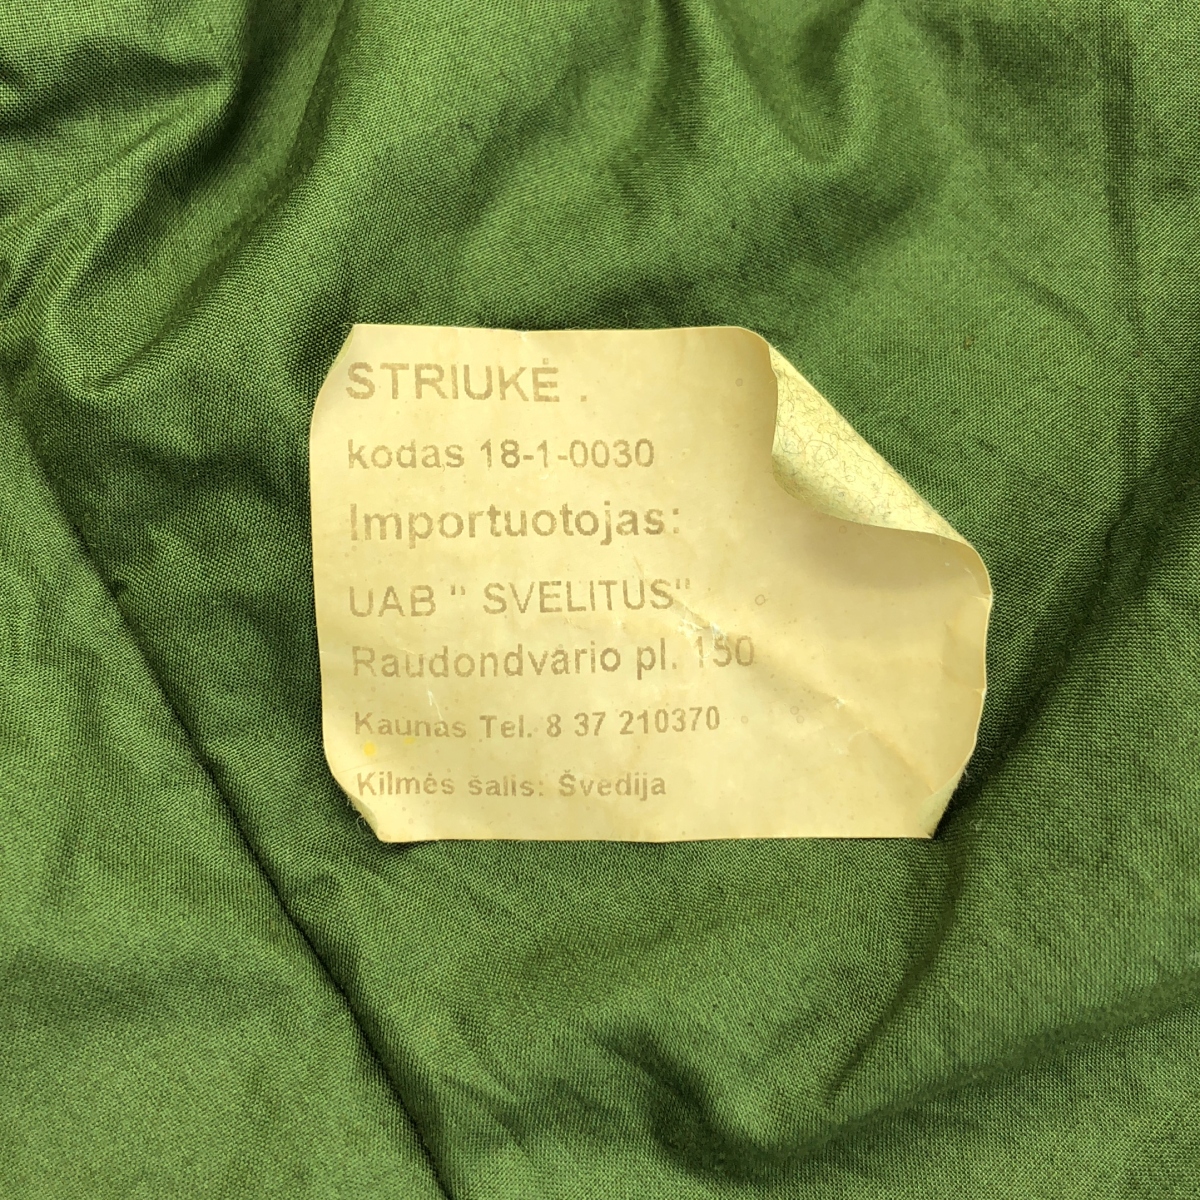 STRIUKĖ .
kodas 18-1-0030
Importuotojas:
UAB " SVELITUS"
Raudondvario pl. 150
Kaunas Tel. 8 37 210370
Kilmės šalis: Švedija